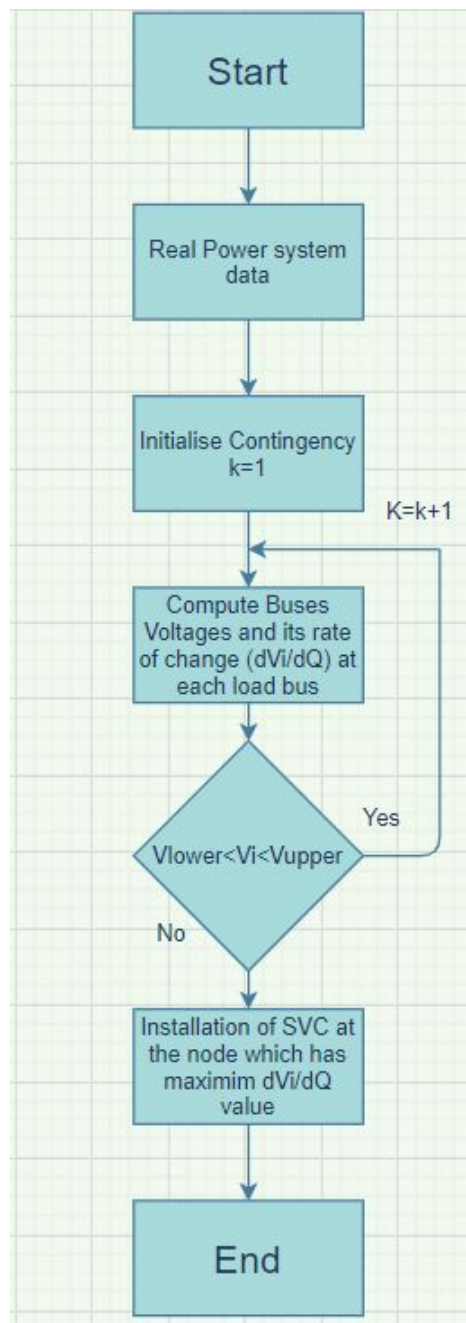 Start
Real Power system
data
Initialise Contingency
k=1
K=k+1
Compute Buses
Voltages and its rate
of change (dVi/dQ) at
each load bus
Yes
Vlower<Vi<Vupper
No
Installation of SVC at
the node which has
maximim dVi/dQ
value
End